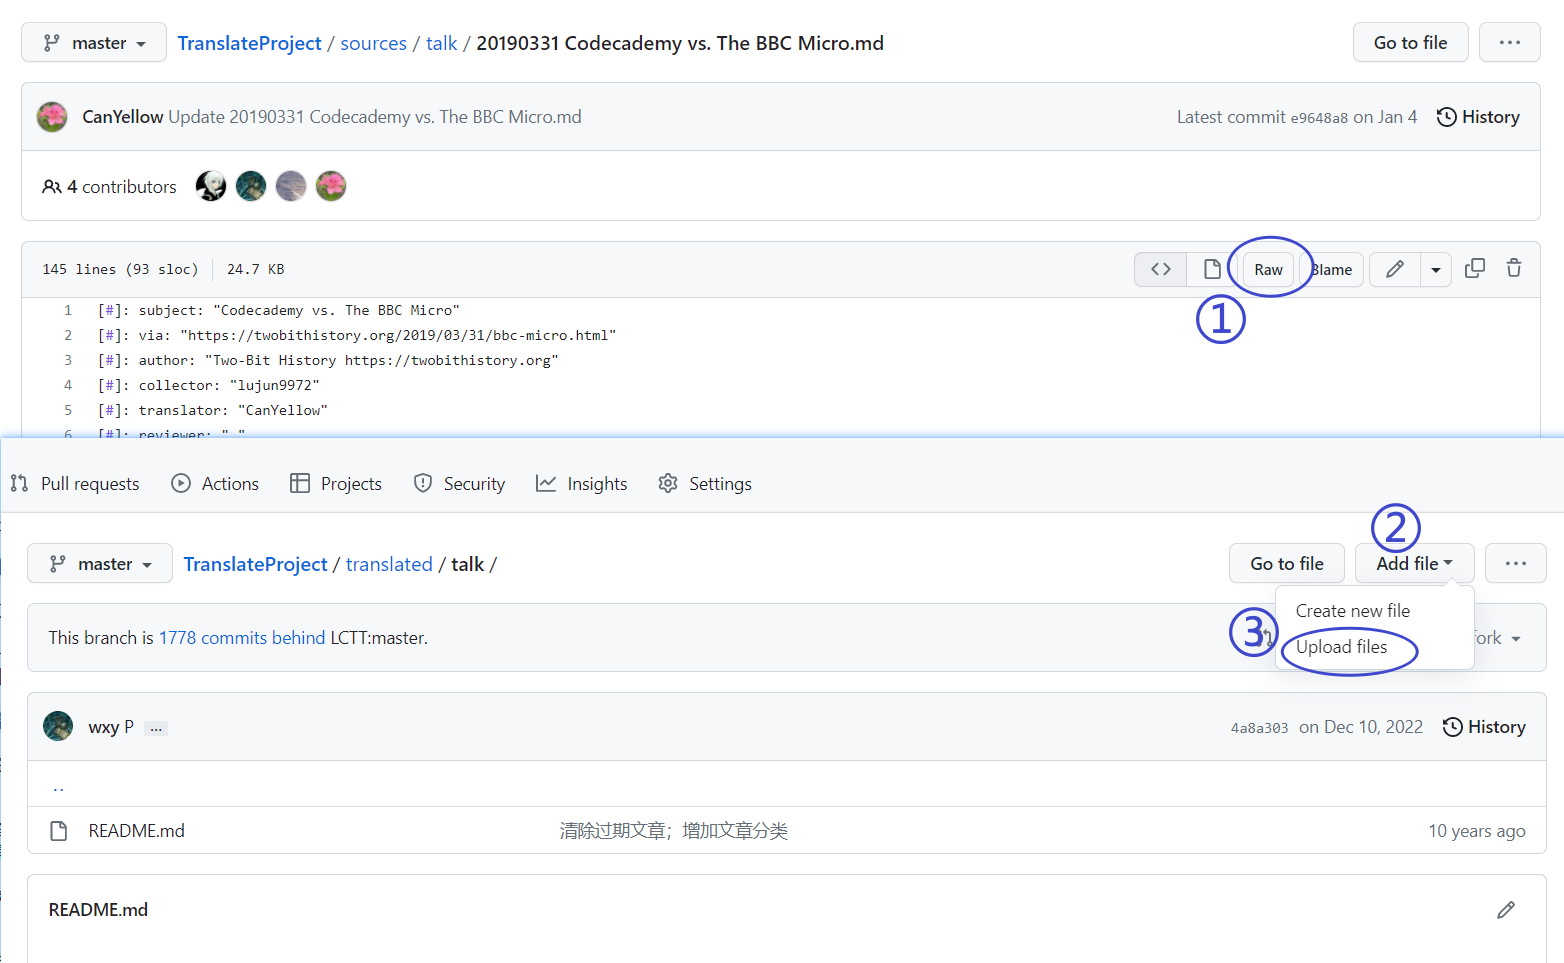 master TranslateProject / sources / talk / 20190331 Codecademy vs. The BBC Micro.md Go to file ...
CanYellow Update 20190331 Codecademy vs. The BBC Micro.md Latest commit e9648a8 on Jan 4 History
4 contributors
145 lines (93 sloc) 24.7 KB <> Raw Blame
①
1 [#]: subject: "Codecademy vs. The BBC Micro"
2 [#]: via: "https://twobithistory.org/2019/03/31/bbc-micro.html"
3 [#]: author: "Two-Bit History https://twobithistory.org"
4 [#]: collector: "lujun9972"
5 [#]: translator: "CanYellow"
6 [#]: reviewer: " "
Pull requests Actions Projects Security Insights Settings
②
master TranslateProject / translated / talk / Go to file Add file ...
Create new file
This branch is 1778 commits behind LCTT:master. ③ Upload files fork
wxy P ... 4a8a303 on Dec 10, 2022 History
..
README.md 清除过期文章；增加文章分类 10 years ago
README.md